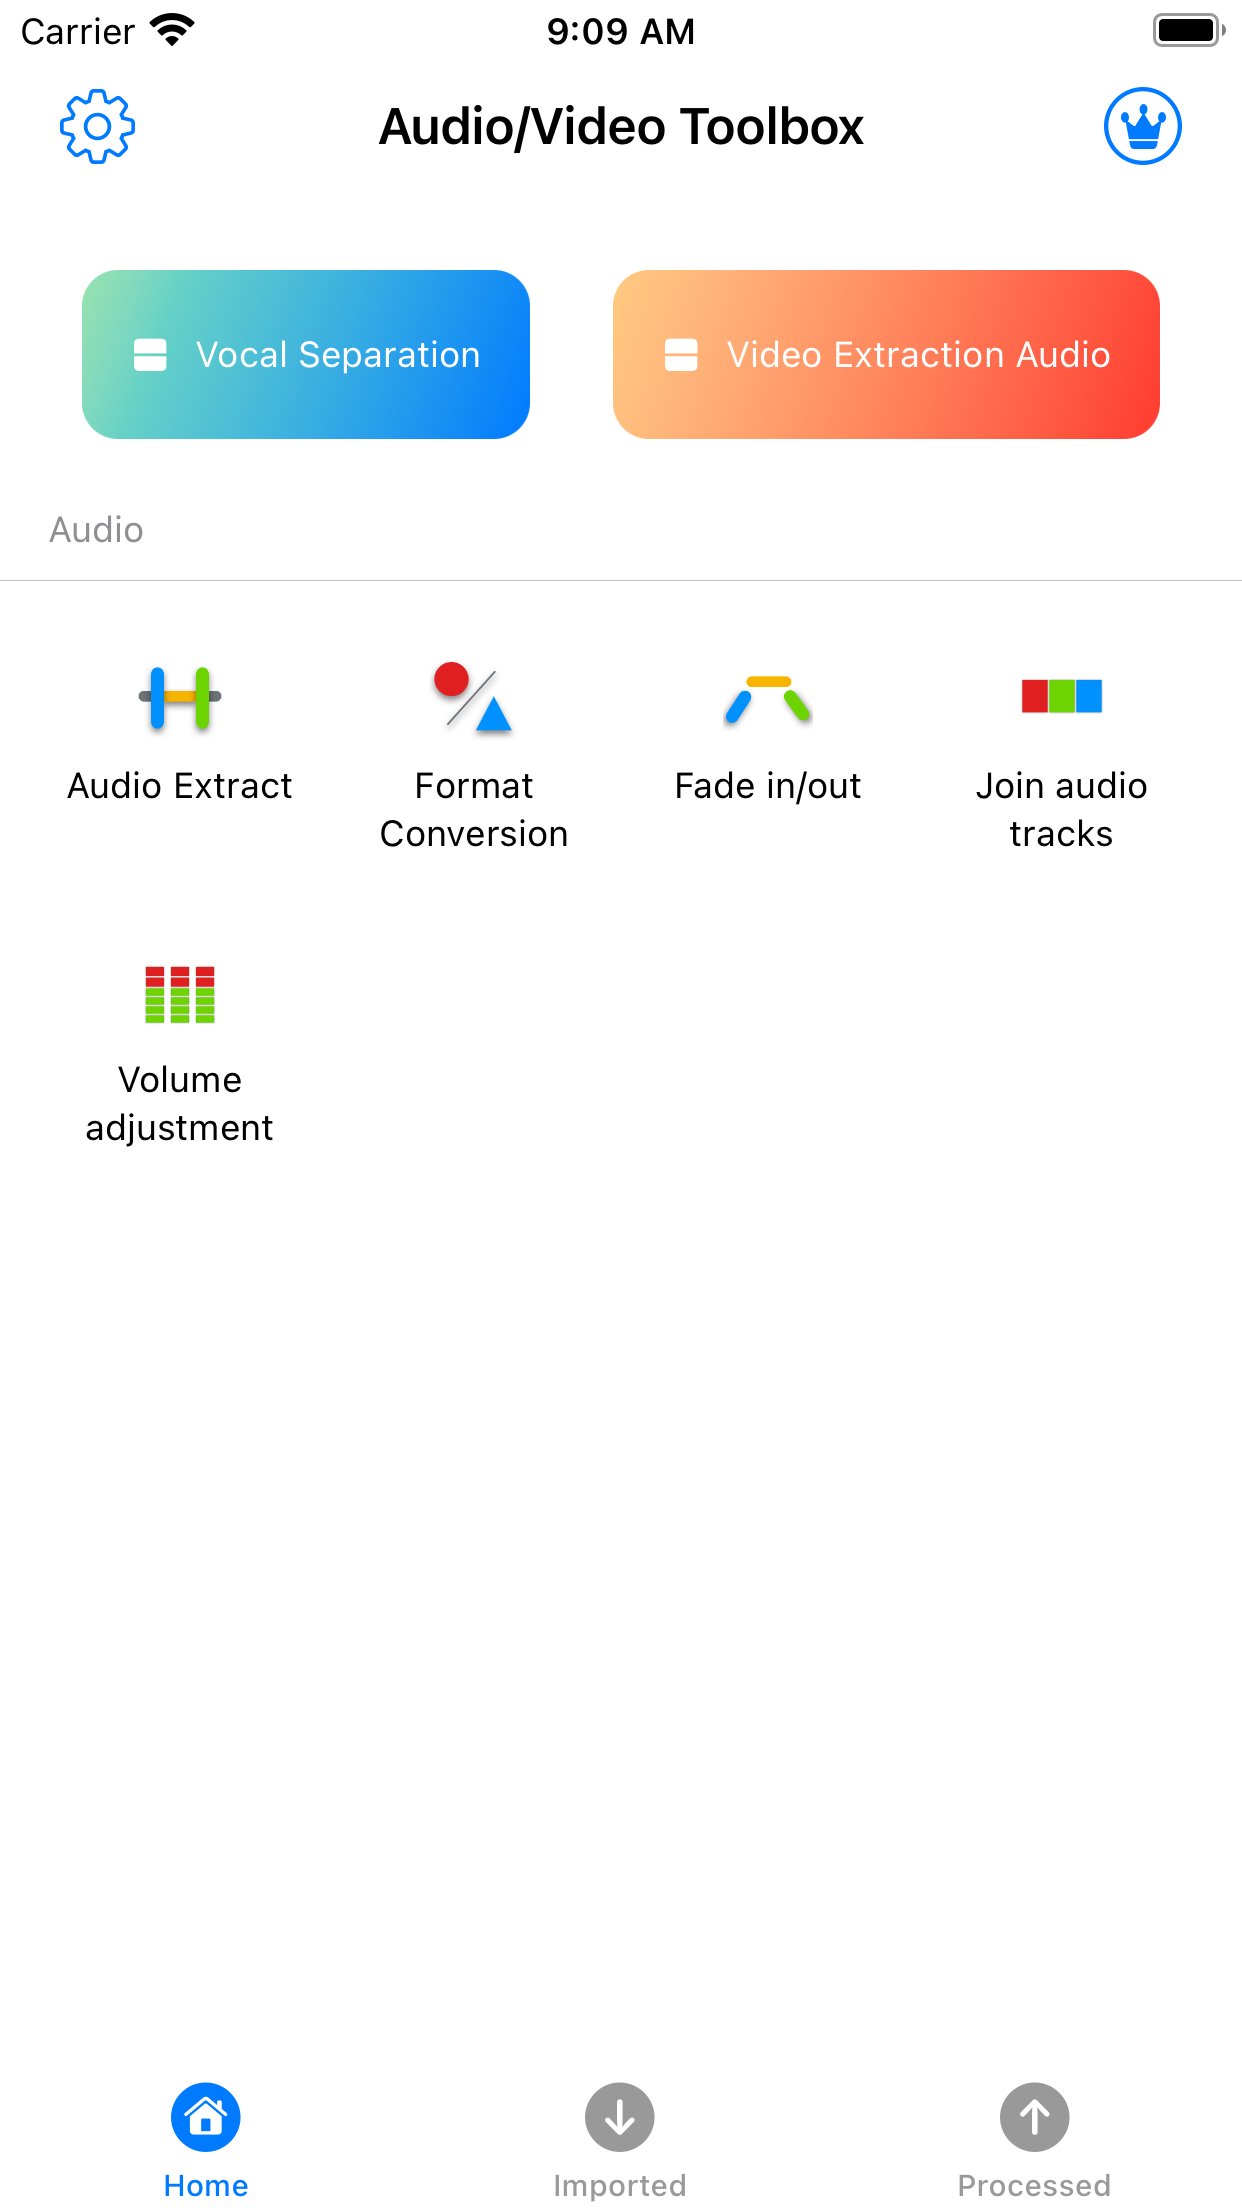 Carrier 9:09 AM
Audio/Video Toolbox
Vocal Separation
Video Extraction Audio
Audio
Audio Extract
Format
Conversion
Fade in/out
Join audio
tracks
Volume
adjustment
Home
Imported
Processed